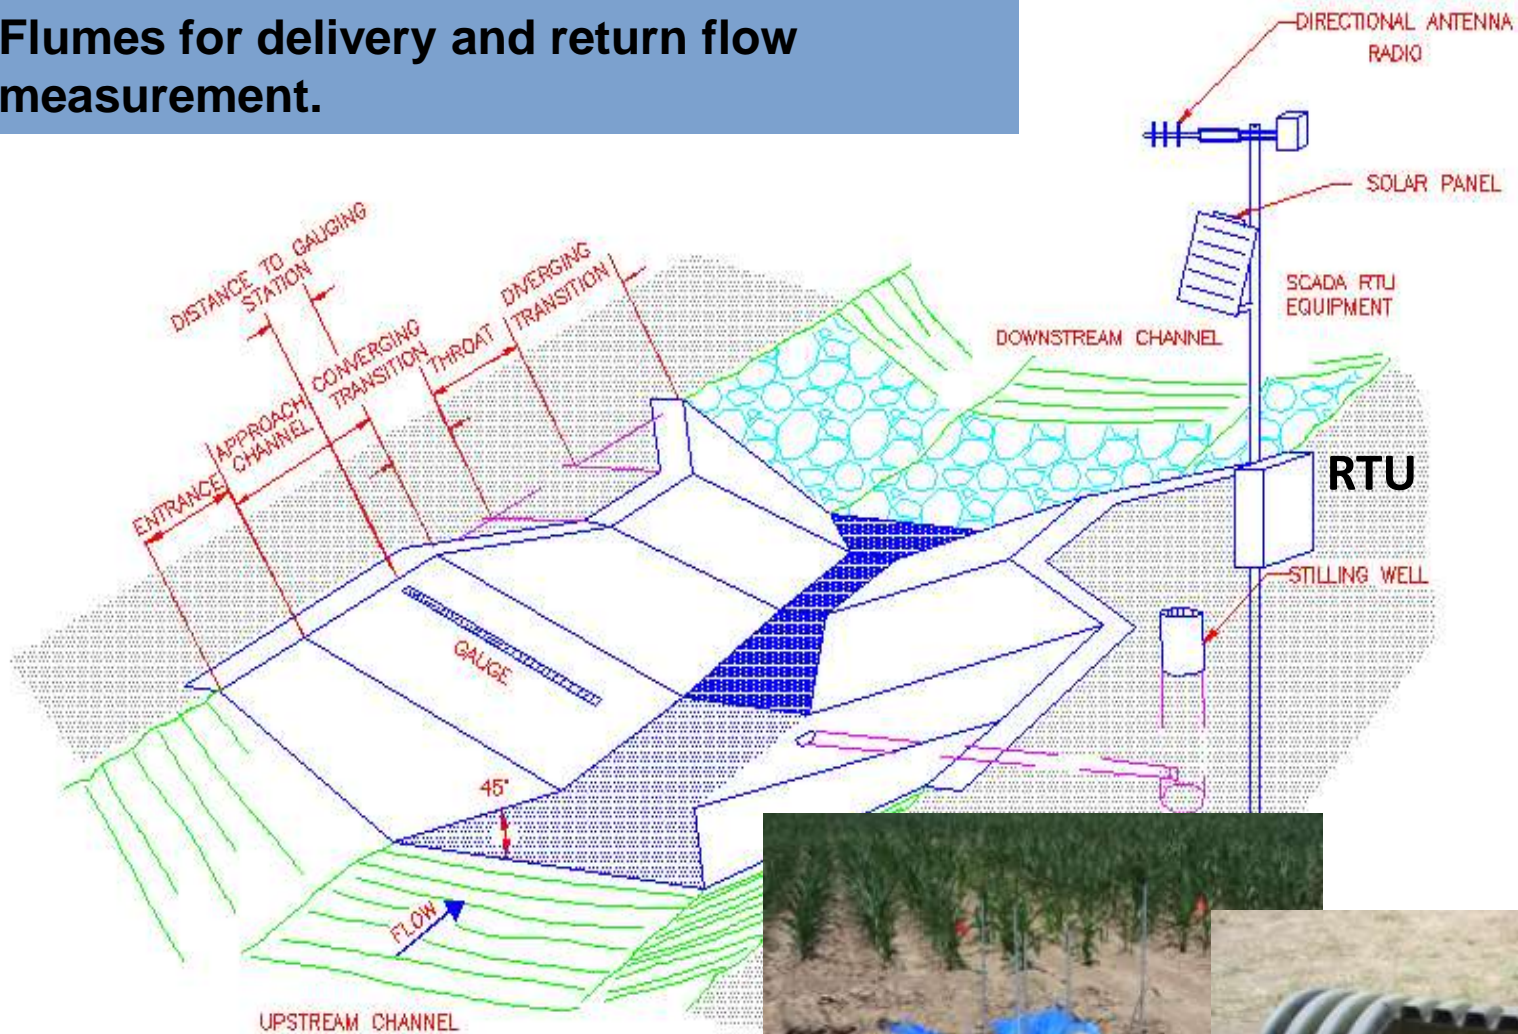 Flumes for delivery and return flow
measurement.
DIRECTIONAL ANTENNA
RADIO
SOLAR PANEL
SCADA RTU
EQUIPMENT
DOWNSTREAM CHANNEL
RTU
STILLING WELL
DISTANCE TO GAUGING
STATION
DIVERGING
TRANSITION
CONVERGING
TRANSITION
THROAT
APPROACH
CHANNEL
ENTRANCE
GAUGE
45°
FLOW
UPSTREAM CHANNEL